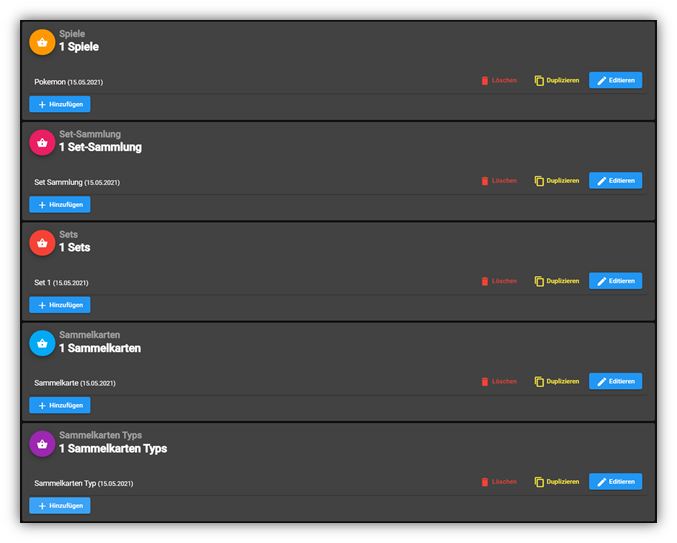 Spiele
1 Spiele
Pokemon (15.05.2021) Löschen Duplizieren Editieren
Hinzufügen
Set-Sammlung
1 Set-Sammlung
Set Sammlung (15.05.2021) Löschen Duplizieren Editieren
Hinzufügen
Sets
1 Sets
Set 1 (15.05.2021) Löschen Duplizieren Editieren
Hinzufügen
Sammelkarten
1 Sammelkarten
Sammelkarte (15.05.2021) Löschen Duplizieren Editieren
Hinzufügen
Sammelkarten Typs
1 Sammelkarten Typs
Sammelkarten Typ (15.05.2021) Löschen Duplizieren Editieren
Hinzufügen